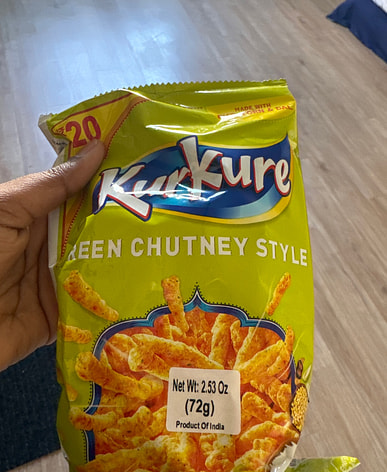 20
MADE WITH
KurKure
REEN CHUTNEY STYLE
Net Wt: 2.53 Oz
(72g)
Product Of India